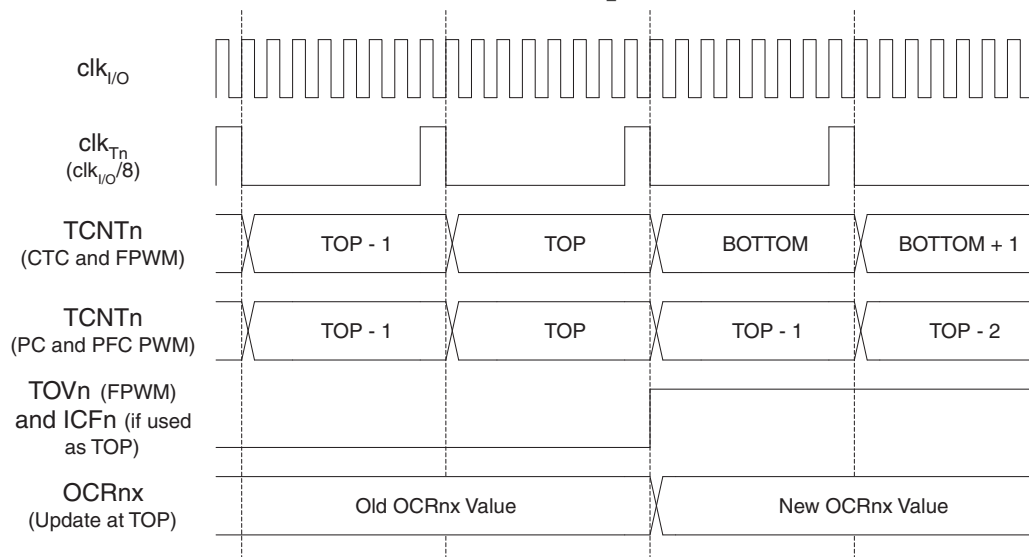 clkI/O
clkTn
(clkI/O/8)
TCNTn
(CTC and FPWM)
TOP - 1
TOP
BOTTOM
BOTTOM + 1
TCNTn
(PC and PFC PWM)
TOP - 1
TOP
TOP - 1
TOP - 2
TOVn (FPWM)
and ICFn (if used
as TOP)
OCRnx
(Update at TOP)
Old OCRnx Value
New OCRnx Value